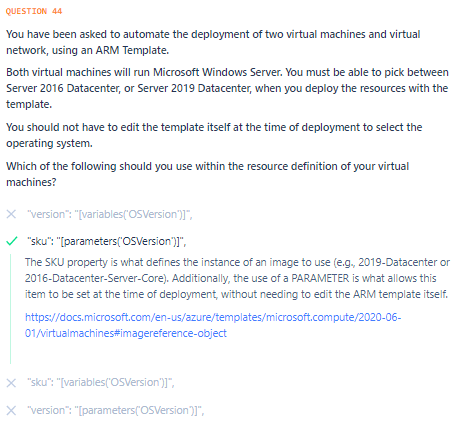 QUESTION 44
You have been asked to automate the deployment of two virtual machines and virtual
network, using an ARM Template.
Both virtual machines will run Microsoft Windows Server. You must be able to pick between
Server 2016 Datacenter, or Server 2019 Datacenter, when you deploy the resources with the
template.
You should not have to edit the template itself at the time of deployment to select the
operating system.
Which of the following should you use within the resource definition of your virtual
machines?
"version": "[variables('OSVersion')]",
"sku": "[parameters('OSVersion')]",
The SKU property is what defines the instance of an image to use (e.g., 2019-Datacenter or
2016-Datacenter-Server-Core). Additionally, the use of a PARAMETER is what allows this
item to be set at the time of deployment, without needing to edit the ARM template itself.
https://docs.microsoft.com/en-us/azure/templates/microsoft.compute/2020-06-
01/virtualmachines#imagereference-object
"sku": "[variables('OSVersion')]",
"version": "[parameters('OSVersion')]",